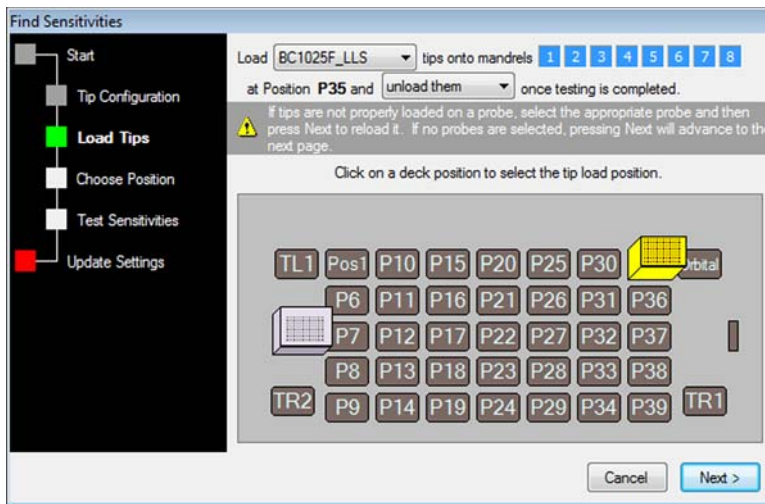 Find Sensitivities
Start
Tip Configuration
Load Tips
Choose Position
Test Sensitivities
Update Settings
Load BC1025F_LLS tips onto mandrels 1 2 3 4 5 6 7 8
at Position P35 and unload them once testing is completed.
If tips are not properly loaded on a probe, select the appropriate probe and then
press Next to reload it. If no probes are selected, pressing Next will advance to the
next page.
Click on a deck position to select the tip load position.
TL1 Pos1 P10 P15 P20 P25 P30 Orbital
P6 P11 P16 P21 P26 P31 P36
P7 P12 P17 P22 P27 P32 P37
P8 P13 P18 P23 P28 P33 P38
TR2 P9 P14 P19 P24 P29 P34 P39 TR1
Cancel Next >